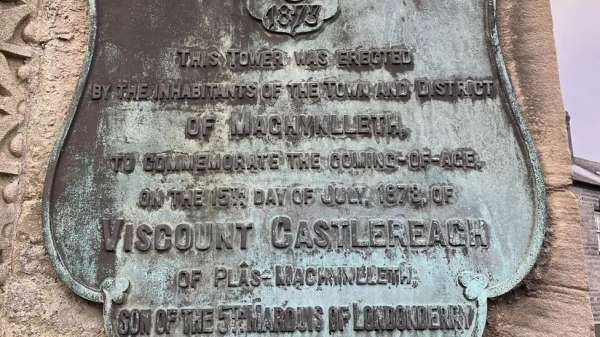 1873
THIS TOWER WAS ERECTED
BY THE INHABITANTS OF THE TOWN AND DISTRICT
OF MACHYNLLETH,
TO COMMEMORATE THE COMING-OF-AGE,
ON THE 15TH DAY OF JULY, 1873, OF
VISCOUNT CASTLEREAGH
OF PLÂS-MACHYNLLETH,
SON OF THE 5TH MARQUIS OF LONDONDERRY